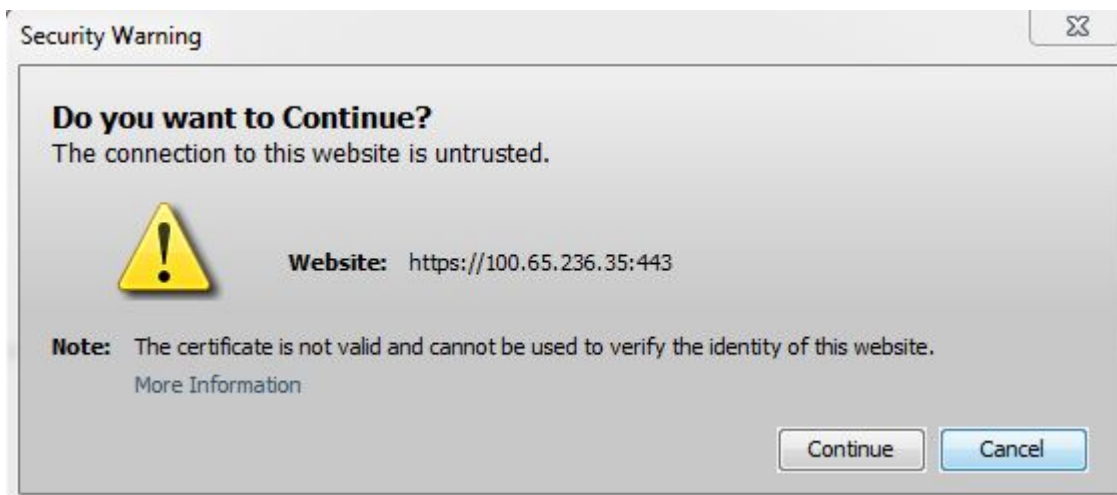 Security Warning
Do you want to Continue?
The connection to this website is untrusted.
Website: https://100.65.236.35:443
Note: The certificate is not valid and cannot be used to verify the identity of this website.
More Information
Continue Cancel